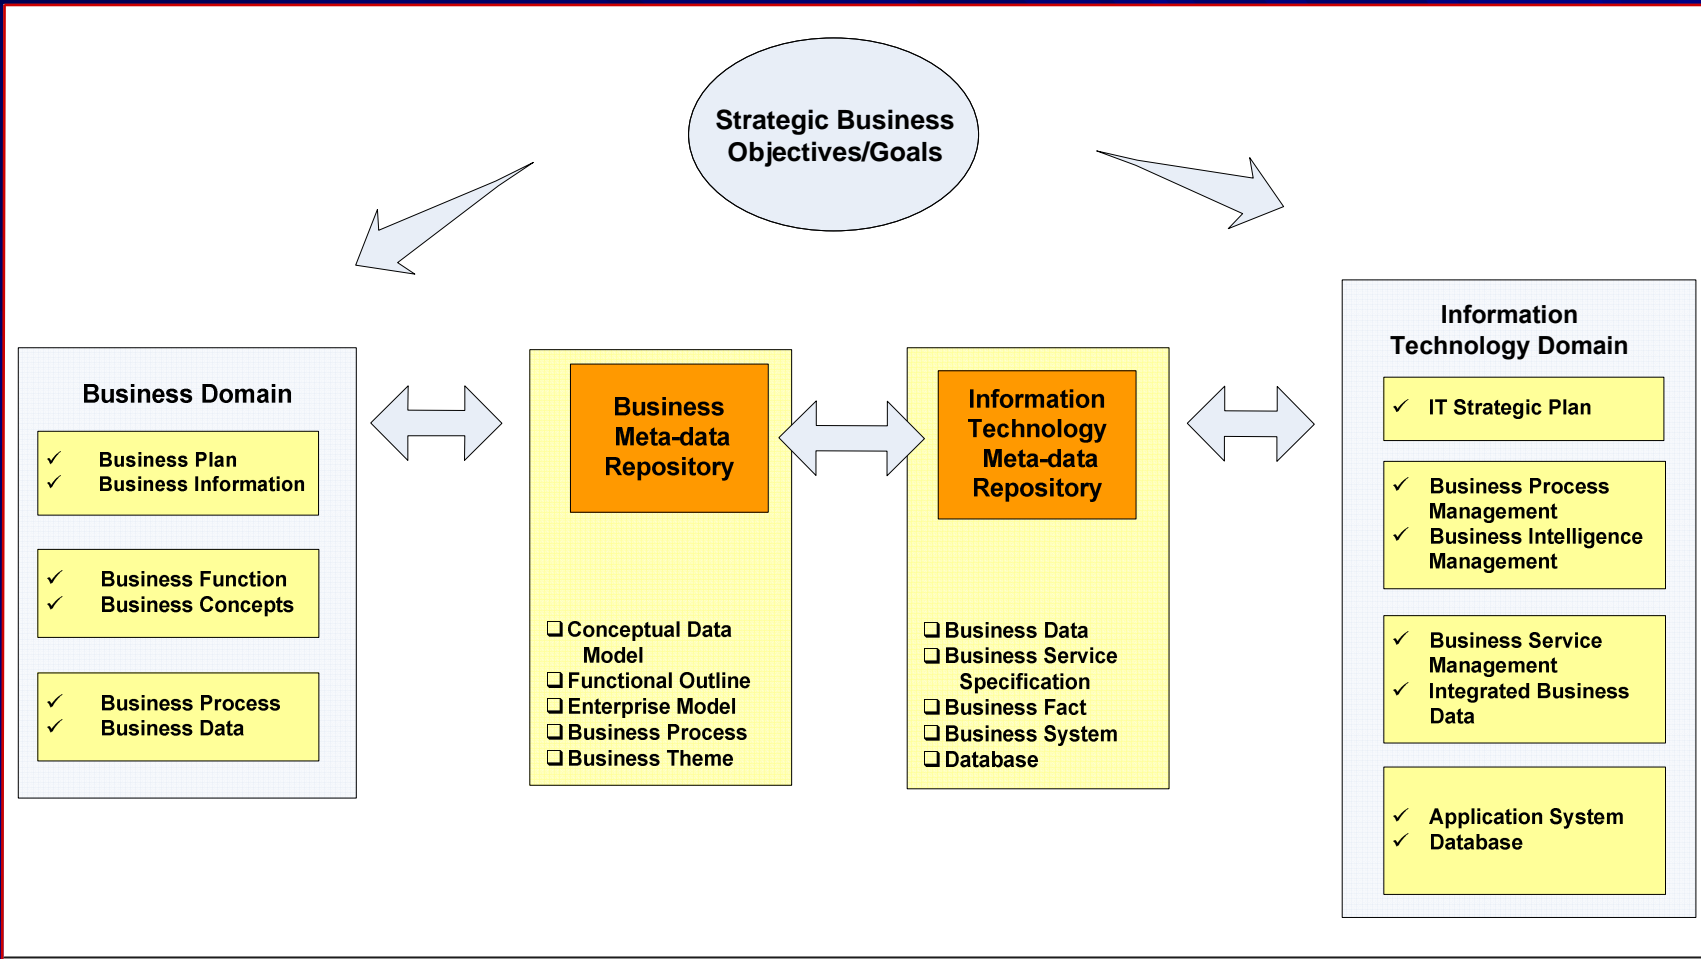 Strategic Business
Objectives/Goals
Business Domain
✓ Business Plan
✓ Business Information
✓ Business Function
✓ Business Concepts
✓ Business Process
✓ Business Data
Business
Meta-data
Repository
❑ Conceptual Data
Model
❑ Functional Outline
❑ Enterprise Model
❑ Business Process
❑ Business Theme
Information
Technology
Meta-data
Repository
❑ Business Data
❑ Business Service
Specification
❑ Business Fact
❑ Business System
❑ Database
Information
Technology Domain
✓ IT Strategic Plan
✓ Business Process
Management
✓ Business Intelligence
Management
✓ Business Service
Management
✓ Integrated Business
Data
✓ Application System
✓ Database